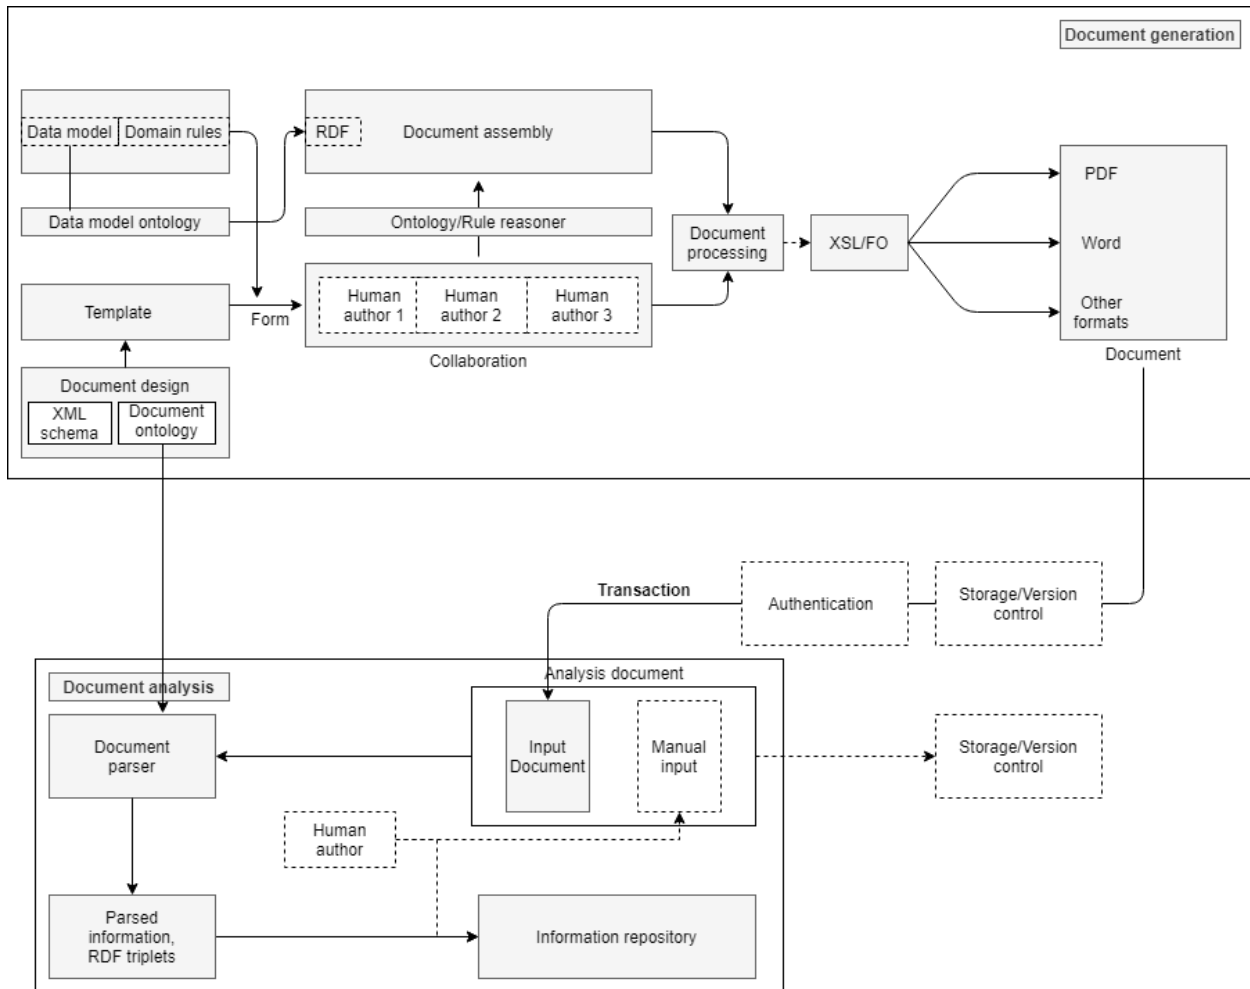 Document generation
Data model
Domain rules
RDF
Document assembly
Data model ontology
Ontology/Rule reasoner
Document
processing
XSL/FO
PDF
Word
Other
formats
Document
Template
Form
Human
author 1
Human
author 2
Human
author 3
Collaboration
Document design
XML
schema
Document
ontology
Transaction
Authentication
Storage/Version
control
Analysis document
Document analysis
Document
parser
Input
Document
Manual
input
Storage/Version
control
Human
author
Parsed
information,
RDF triplets
Information repository